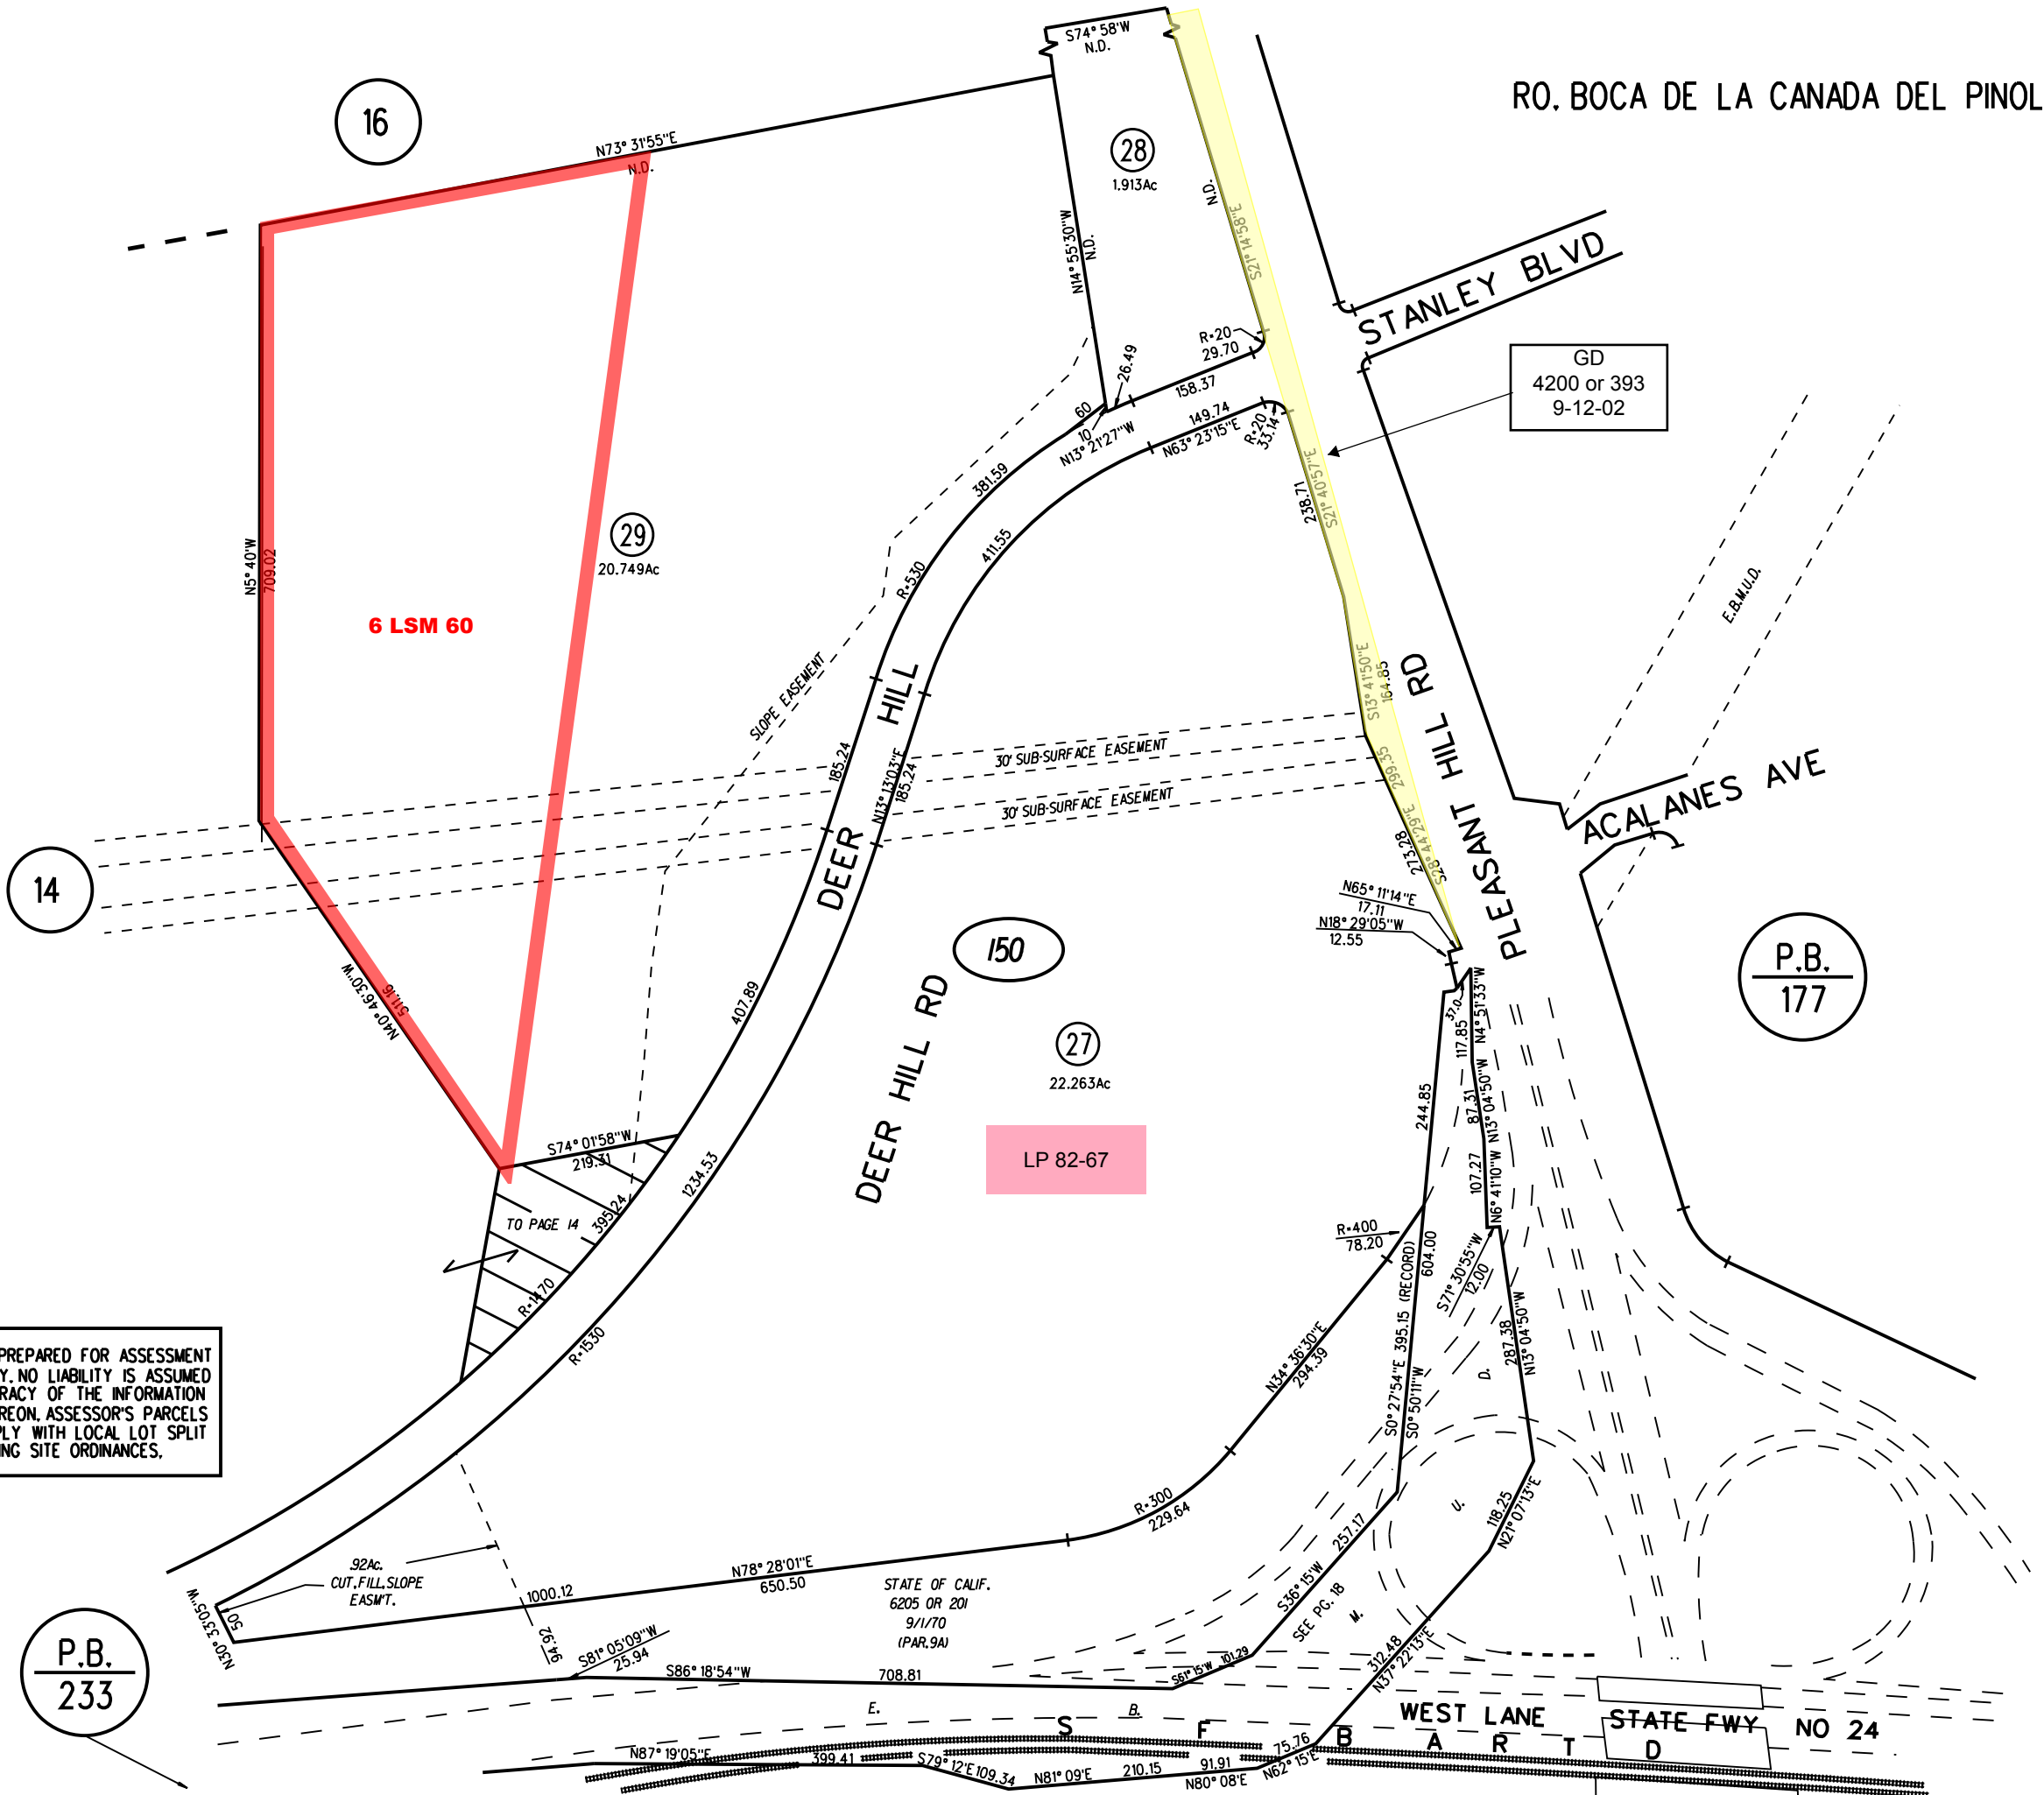 S74° 58'W
N.D.
RO. BOCA DE LA CANADA DEL PINOL
16
N73° 31'55"E
N.D.
28
1.913Ac
N14° 55'30"W
N.D.
N.D.
S21° 14'58"E
STANLEY BLVD
R=20
29.70
26.49
158.37
GD
4200 or 393
9-12-02
60
10
N13° 21'27"W
149.74
N63° 23'15"E
R=20
33.14
381.59
411.55
R=530
238.71
S21° 40'57"E
E.B.M.U.D.
29
20.749Ac
N5° 40'W
709.02
6 LSM 60
SLOPE EASEMENT
DEER HILL
185.24
N13° 13'03"E
185.24
S13° 41'50"E
164.85
PLEASANT HILL RD
30' SUB-SURFACE EASEMENT
30' SUB-SURFACE EASEMENT
299.35
S28° 44'29"E
273.28
ACALANES AVE
14
N65° 11'14"E
17.11
N18° 29'05"W
12.55
150
P.B.
177
N40° 46'30"W
511.16
407.89
DEER HILL RD
27
22.263Ac
LP 82-67
37.0
117.85
N4° 51'33"W
244.85
87.31
N13° 04'50"W
107.27
N6° 41'10"W
S74° 01'58"W
219.31
1234.53
TO PAGE 14
395.24
R=1470
R=1530
R=400
78.20
604.00
S0° 27'54"E 395.15 (RECORD)
S0° 50'11"W
S71° 30'55"W
12.00
287.38
N13° 04'50"W
N34° 36'30"E
294.39
PREPARED FOR ASSESSMENT
Y. NO LIABILITY IS ASSUMED
RACY OF THE INFORMATION
REON. ASSESSOR'S PARCELS
PLY WITH LOCAL LOT SPLIT
ING SITE ORDINANCES.
D.
U.
M.
B.
E.
118.25
N21° 07'13"E
R=300
229.64
257.17
S36° 15'W
SEE PG. 18
.92Ac.
CUT,FILL,SLOPE
EASM'T.
N30° 33'05"W
50
1000.12
N78° 28'01"E
650.50
STATE OF CALIF.
6205 OR 201
9/1/70
(PAR.9A)
94.92
S81° 05'09"W
25.94
S86° 18'54"W
708.81
S61° 15'W 101.29
312.48
N37° 22'13"E
P.B.
233
WEST LANE STATE FWY NO 24
S F B A R T D
N87° 19'05"E
399.41
S79° 12'E 109.34
N81° 09'E
210.15
91.91
N80° 08'E
75.76
N62° 15'E